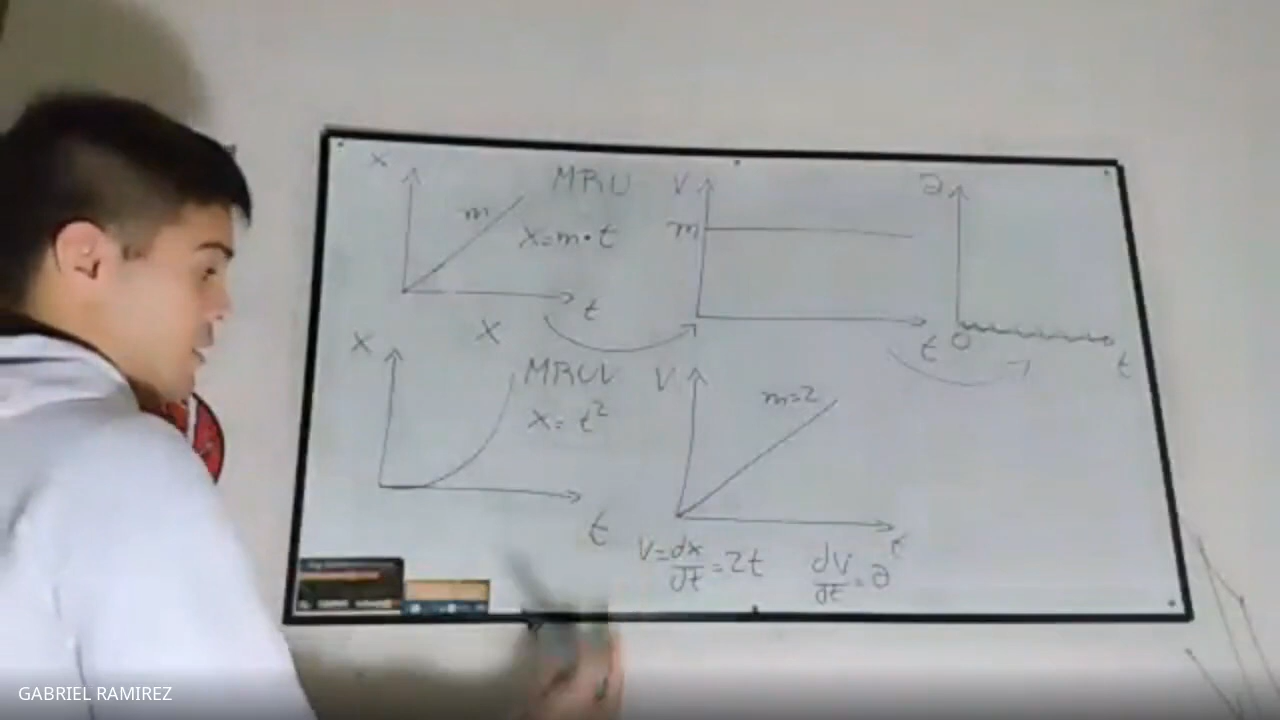 x
m
MRU
x=m•t
t
V
m
t
a
0
t
X
x
MRUV
x=t²
t
V
m=2
t
V=dx/dt=2t
dV/dt=a
GABRIEL RAMIREZ